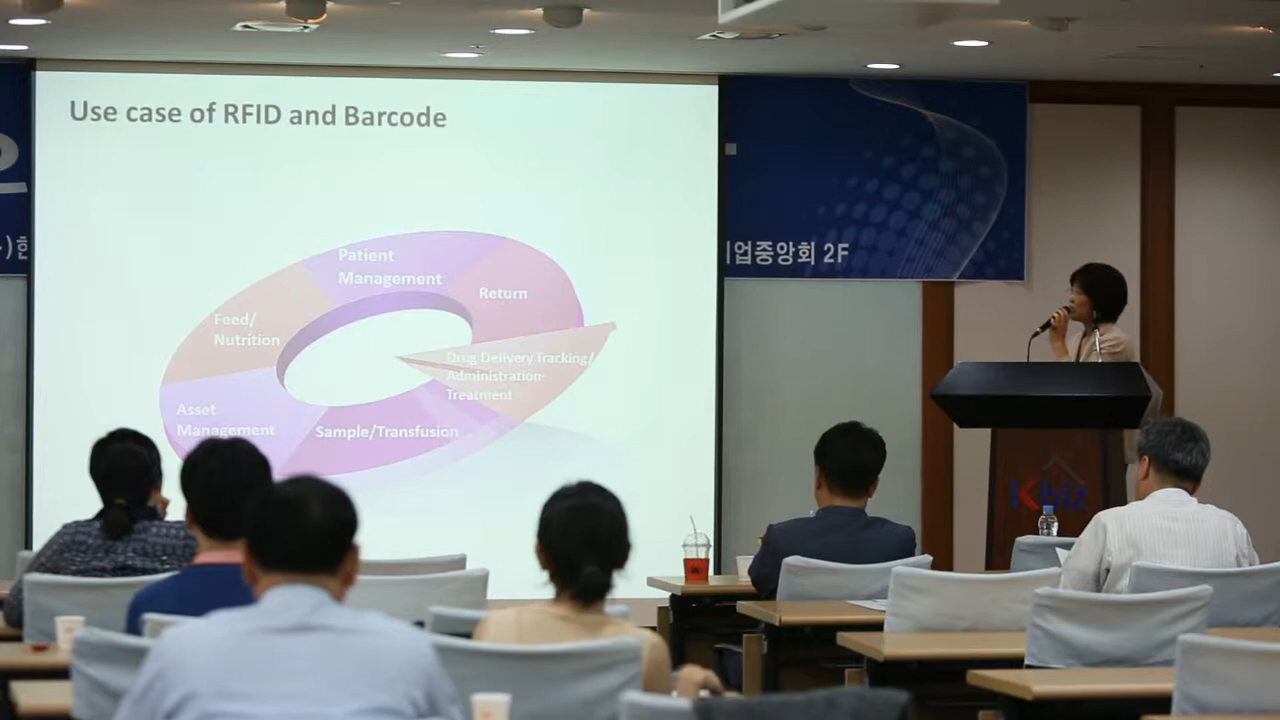 Use case of RFID and Barcode
Patient
Management
Return
Feed/
Nutrition
Drug Delivery Tracking/
Administration-
Treatment
Asset
Management
Sample/Transfusion
업중앙회 2F
Kbiz